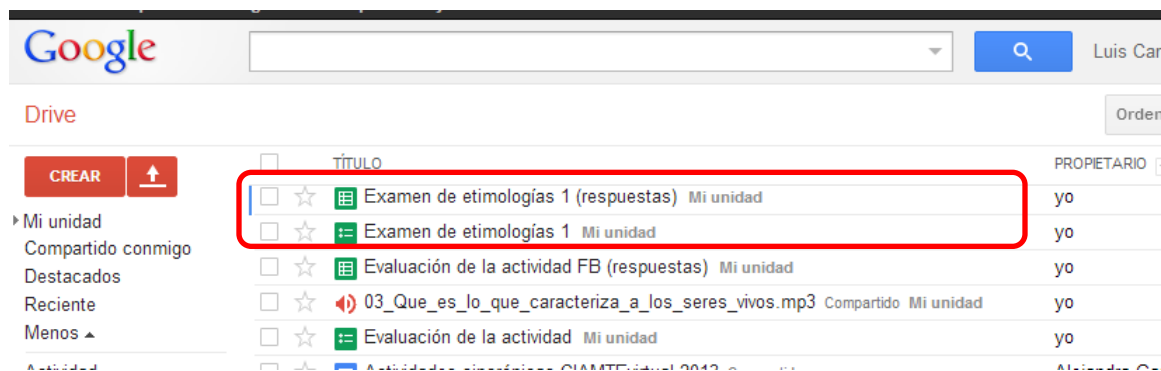 Google
Luis Car
Drive
Orden
CREAR
TÍTULO PROPIETARIO
Examen de etimologías 1 (respuestas) Mi unidad yo
Mi unidad
Examen de etimologías 1 Mi unidad yo
Compartido conmigo
Evaluación de la actividad FB (respuestas) Mi unidad yo
Destacados
Reciente
03_Que_es_lo_que_caracteriza_a_los_seres_vivos.mp3 Compartido Mi unidad yo
Menos
Evaluación de la actividad Mi unidad yo